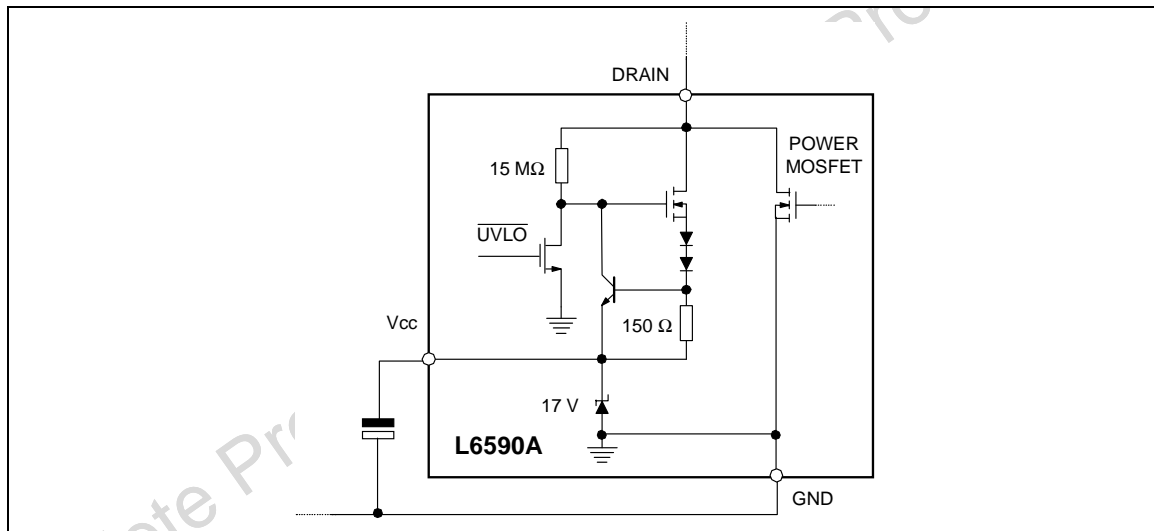 DRAIN
POWER
MOSFET
15 MΩ
UVLO
Vcc
150 Ω
17 V
L6590A
GND